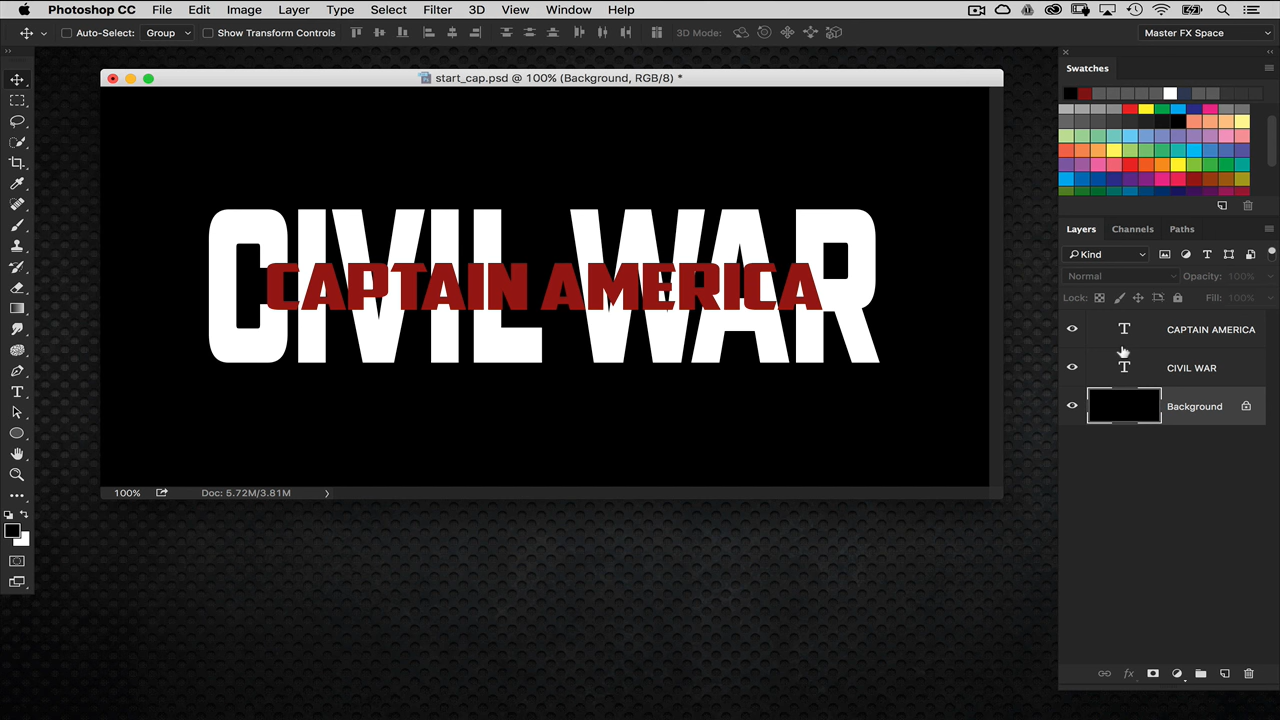 Photoshop CC File Edit Image Layer Type Select Filter 3D View Window Help
Auto-Select: Group Show Transform Controls 3D Mode: Master FX Space
start_cap.psd @ 100% (Background, RGB/8) *
Swatches
CIVIL WAR
CAPTAIN AMERICA
Layers Channels Paths
Kind
Normal Opacity: 100%
Lock: Fill: 100%
T CAPTAIN AMERICA
T CIVIL WAR
Background
100% Doc: 5.72M/3.81M
fx